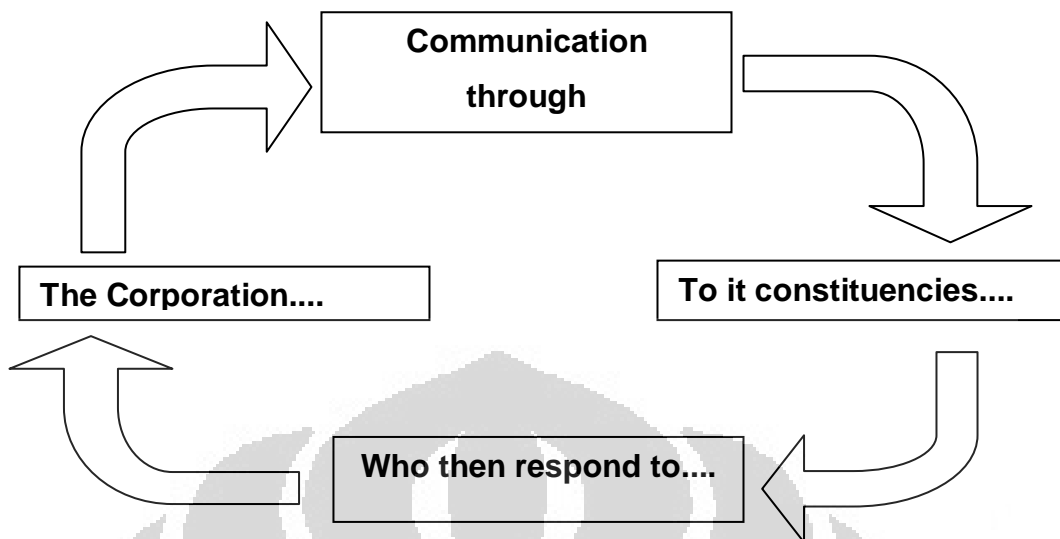 Communication
through
The Corporation....
To it constituencies....
Who then respond to....